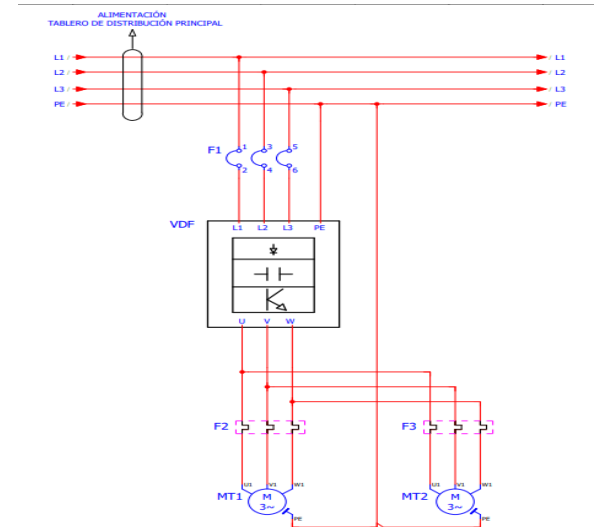 ALIMENTACIÓN
TABLERO DE DISTRIBUCIÓN PRINCIPAL
L1 / / L1
L2 / / L2
L3 / / L3
PE / / PE
F1 1 3 5
2 4 6
VDF
L1 L2 L3 PE
U V W
F2 F3
U1 V1 W1 U1 V1 W1
MT1 M 3~ MT2 M 3~
PE PE